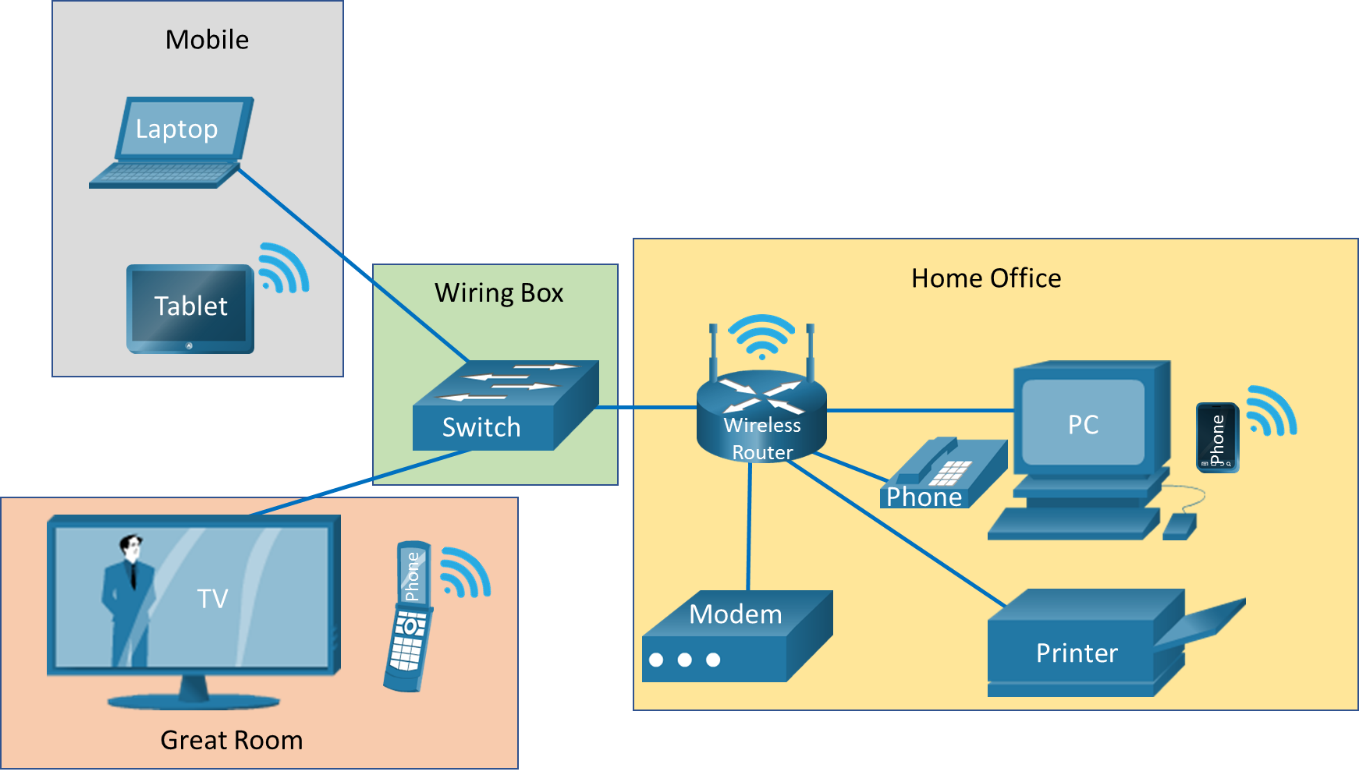 Mobile
Laptop
Tablet
Wiring Box
Switch
Home Office
Wireless
Router
PC
Phone
Phone
Modem
Printer
TV
Phone
Great Room